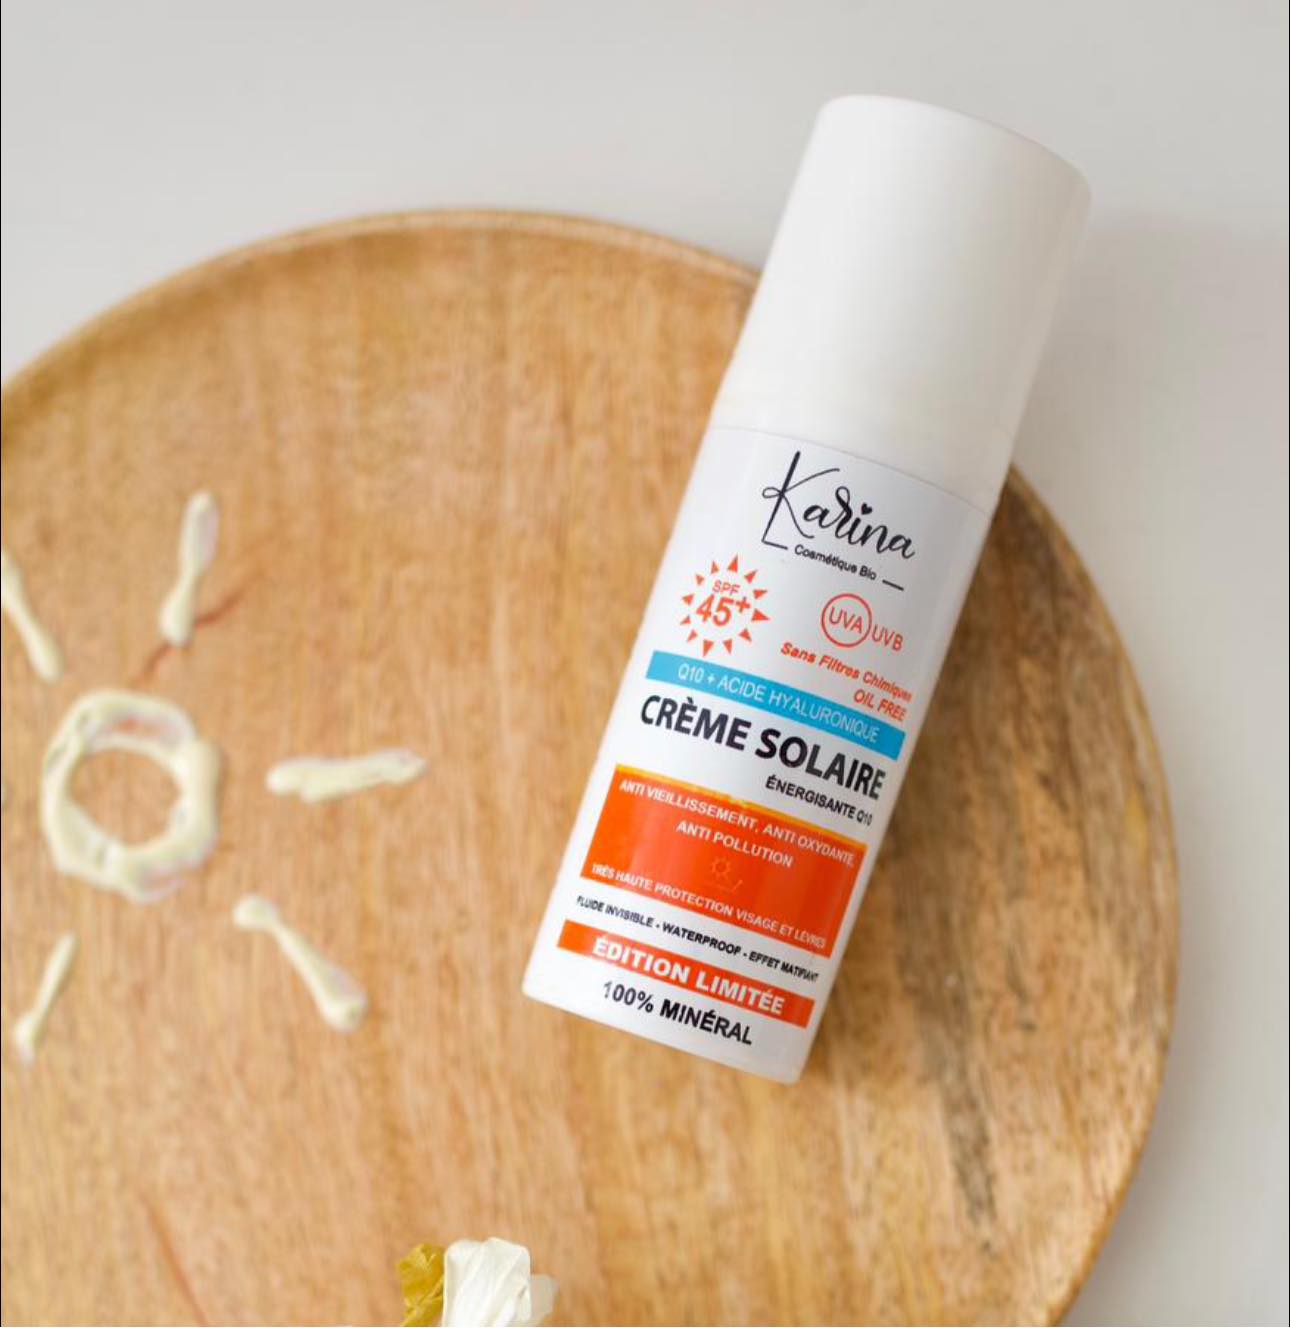 Karina
Cosmétique Bio
SPF
45+
UVA UVB
Sans Filtres Chimiques
OIL FREE
Q10 + ACIDE HYALURONIQUE
CRÈME SOLAIRE
ÉNERGISANTE Q10
ANTI VIEILLISSEMENT, ANTI OXYDANTE,
ANTI POLLUTION
TRÈS HAUTE PROTECTION VISAGE ET LÈVRES
FLUIDE INVISIBLE - WATERPROOF - EFFET MATIFIANT
ÉDITION LIMITÉE
100% MINÉRAL